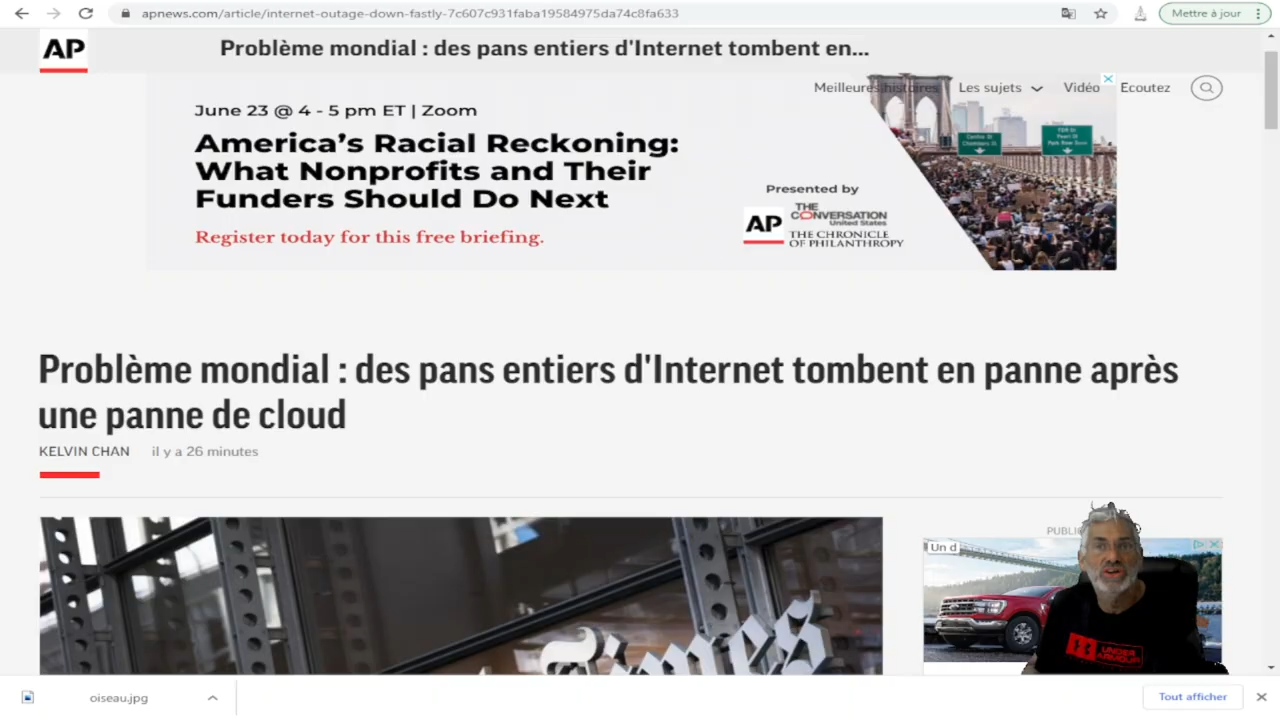 apnews.com/article/internet-outage-down-fastly-7c607c931faba19584975da74c8fa633
Mettre à jour
AP
Problème mondial : des pans entiers d'Internet tombent en...
Meilleures histoires
Les sujets
Vidéo
Ecoutez
June 23 @ 4 - 5 pm ET | Zoom
America's Racial Reckoning:
What Nonprofits and Their
Funders Should Do Next
Register today for this free briefing.
Presented by
AP
THE
CONVERSATION
United States
THE CHRONICLE
OF PHILANTHROPY
Problème mondial : des pans entiers d'Internet tombent en panne après
une panne de cloud
KELVIN CHAN il y a 26 minutes
Times
Un d
UNDER
ARMOUR
oiseau.jpg
Tout afficher